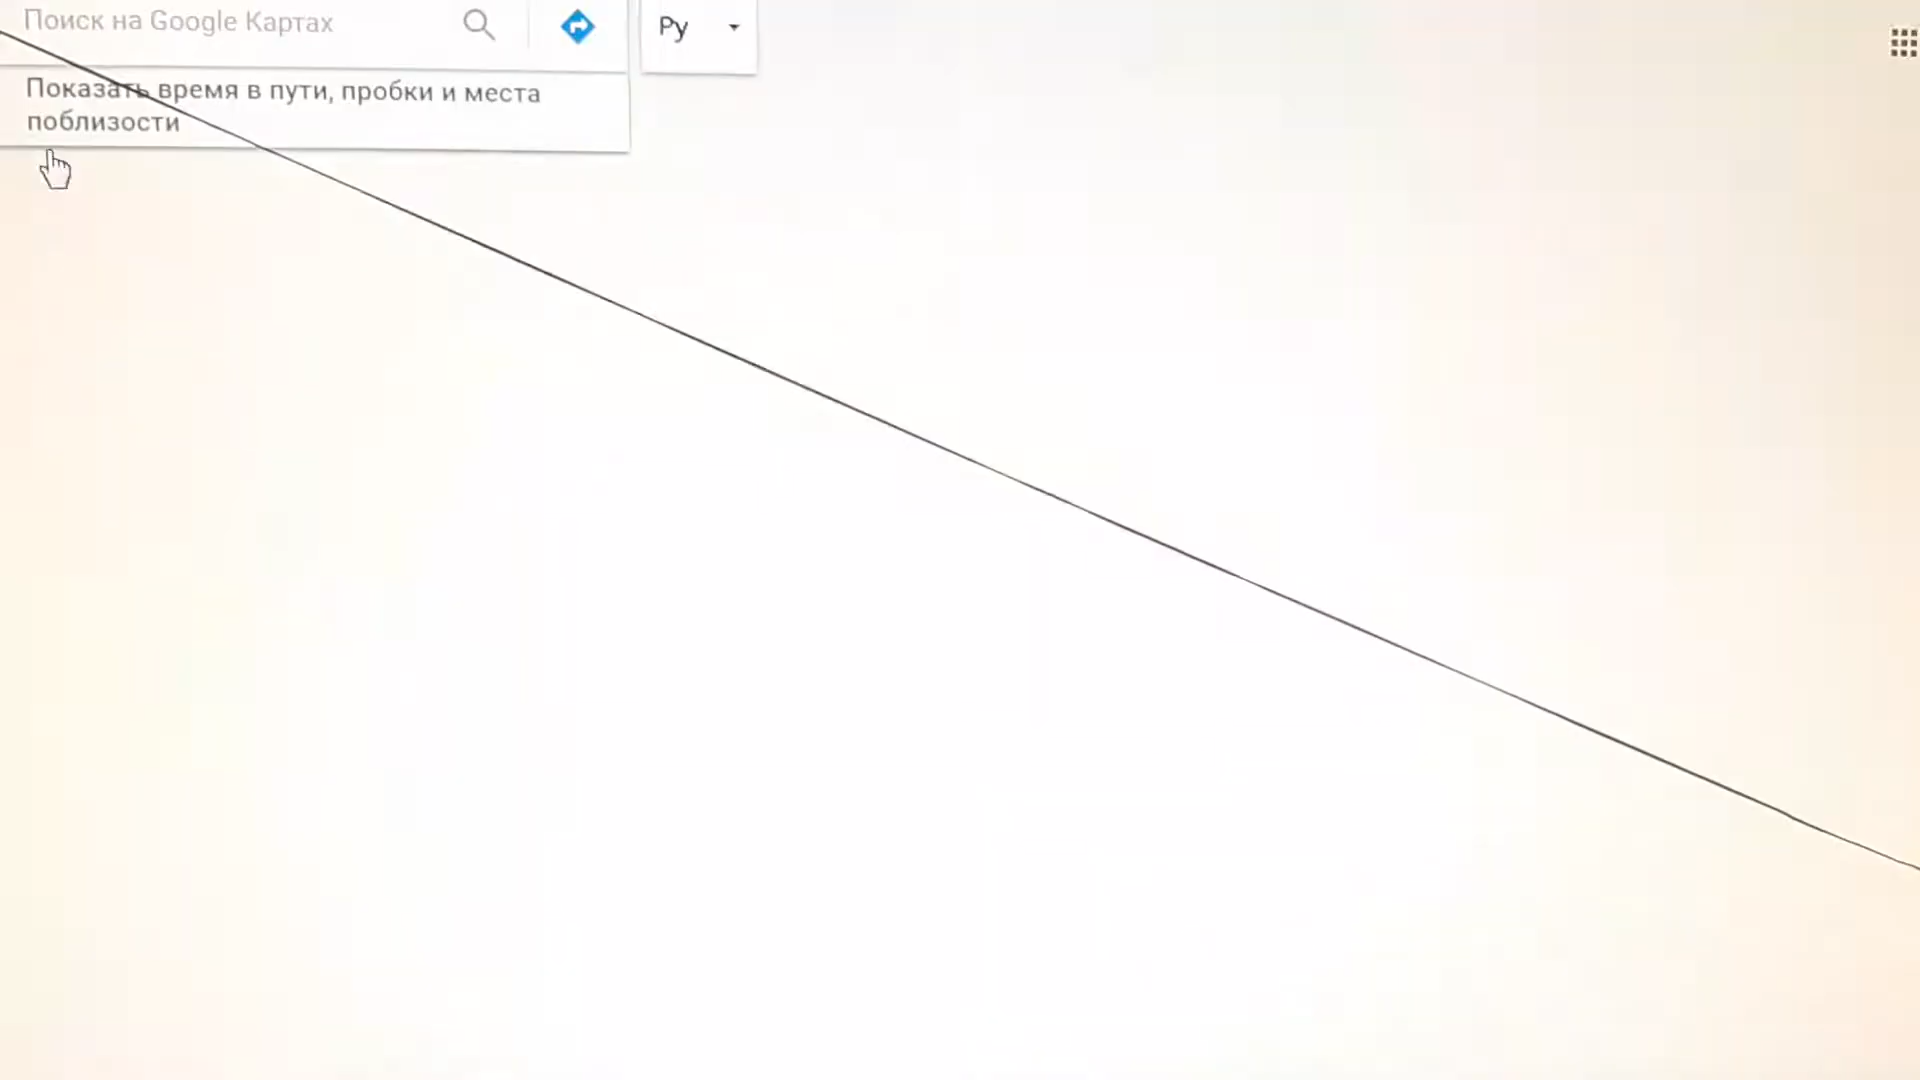 Поиск на Google Картах
Ру
Показать время в пути, пробки и места
поблизости